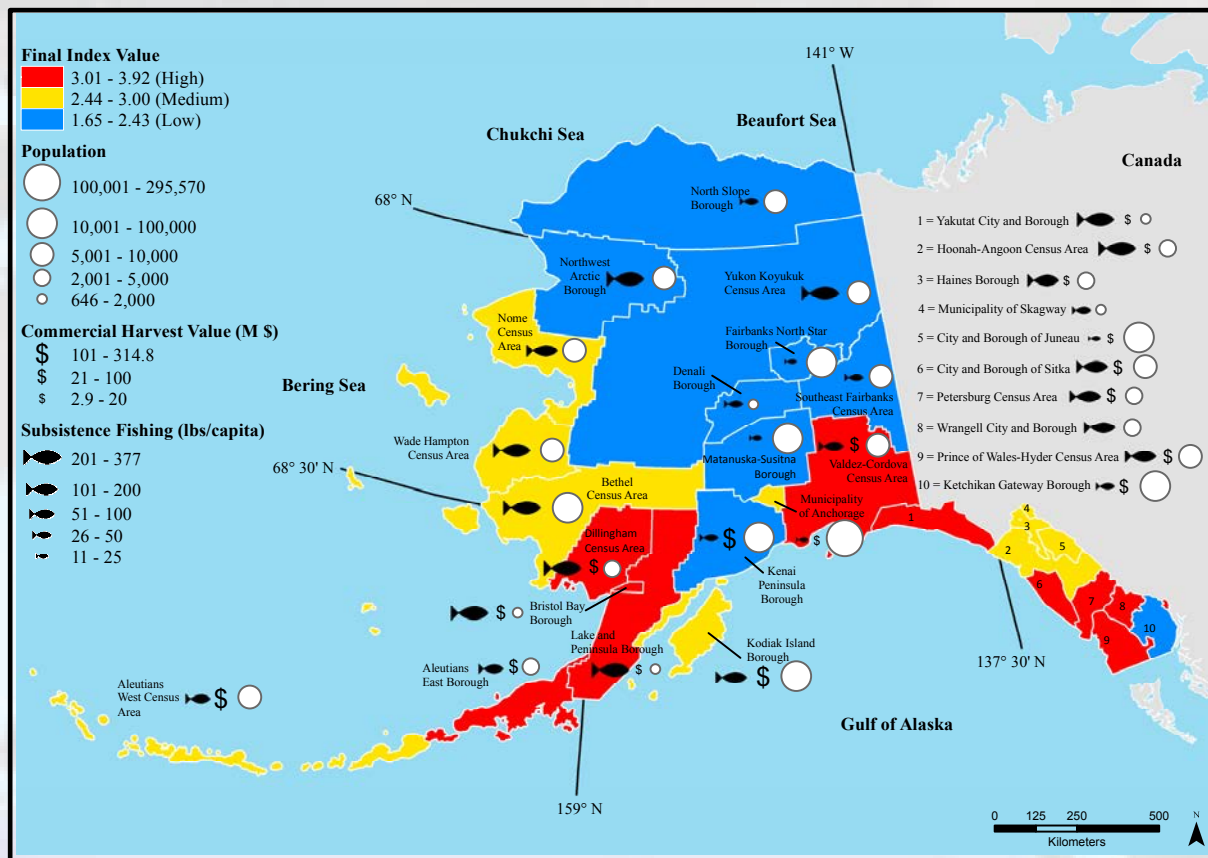 Final Index Value
3.01 - 3.92 (High)
2.44 - 3.00 (Medium)
1.65 - 2.43 (Low)
Population
100,001 - 295,570
10,001 - 100,000
5,001 - 10,000
2,001 - 5,000
646 - 2,000
Commercial Harvest Value (M $)
$ 101 - 314.8
$ 21 - 100
$ 2.9 - 20
Subsistence Fishing (lbs/capita)
201 - 377
101 - 200
51 - 100
26 - 50
11 - 25
141° W
Chukchi Sea
Beaufort Sea
Canada
68° N
North Slope
Borough
Northwest
Arctic
Borough
Yukon Koyukuk
Census Area
Nome
Census
Area
Fairbanks North Star
Borough
Denali
Borough
Southeast Fairbanks
Census Area
Bering Sea
Wade Hampton
Census Area
Matanuska-Susitna
Borough
$
Valdez-Cordova
Census Area
68° 30' N
Bethel
Census Area
Municipality
of Anchorage
$
Dillingham
Census Area
$
$
Kenai
Peninsula
Borough
Bristol Bay
Borough
$
Lake and
Peninsula Borough
$
Kodiak Island
Borough
$
Aleutians
East Borough
$
Aleutians
West Census
Area
$
Gulf of Alaska
159° N
137° 30' N
1 = Yakutat City and Borough $
2 = Hoonah-Angoon Census Area $
3 = Haines Borough $
4 = Municipality of Skagway
5 = City and Borough of Juneau $
6 = City and Borough of Sitka $
7 = Petersburg Census Area $
8 = Wrangell City and Borough
9 = Prince of Wales-Hyder Census Area $
10 = Ketchikan Gateway Borough $
1
4
3
2
5
6
7
8
9
10
0 125 250 500
Kilometers
N